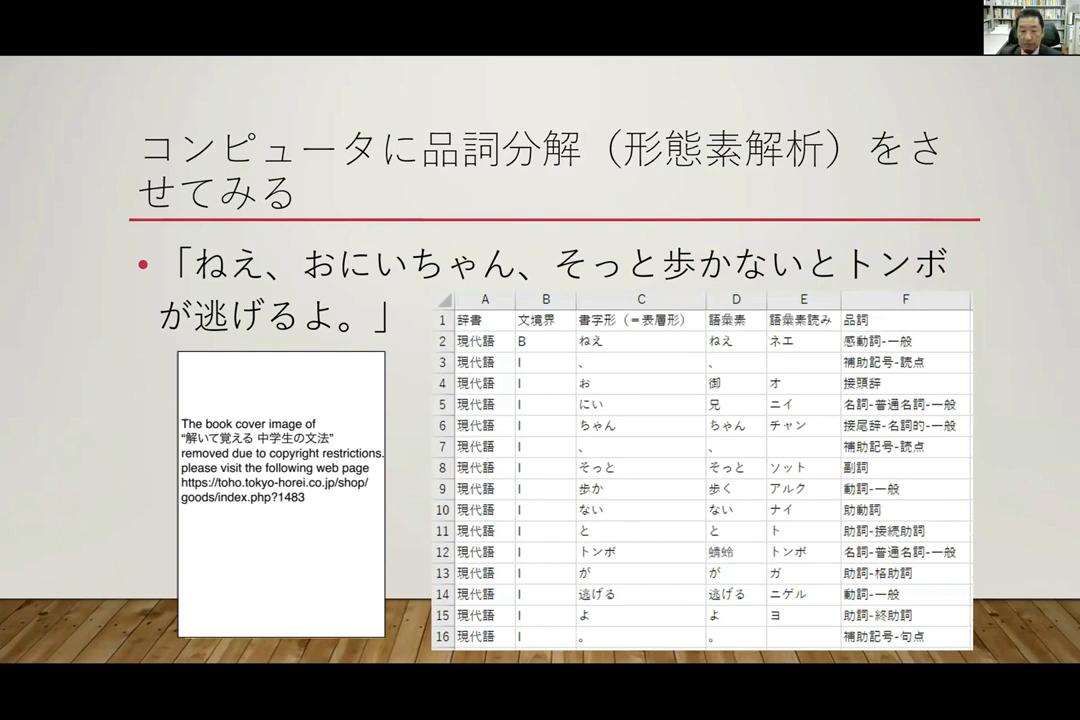 コンピュータに品詞分解（形態素解析）をさ
せてみる
• 「ねえ、おにいちゃん、そっと歩かないとトンボ
が逃げるよ。」
The book cover image of
“解いて覚える 中学生の文法”
removed due to copyright restrictions.
please visit the following web page
https://toho.tokyo-horei.co.jp/shop/
goods/index.php?1483
A B C D E F
1 辞書 文境界 書字形（＝表層形） 語彙素 語彙素読み 品詞
2 現代語 B ねえ ねえ ネエ 感動詞-一般
3 現代語 I 、 、 補助記号-読点
4 現代語 I お 御 オ 接頭辞
5 現代語 I にい 兄 ニイ 名詞-普通名詞-一般
6 現代語 I ちゃん ちゃん チャン 接尾辞-名詞的-一般
7 現代語 I 、 、 補助記号-読点
8 現代語 I そっと そっと ソット 副詞
9 現代語 I 歩か 歩く アルク 動詞-一般
10 現代語 I ない ない ナイ 助動詞
11 現代語 I と と ト 助詞-接続助詞
12 現代語 I トンボ 蜻蛉 トンボ 名詞-普通名詞-一般
13 現代語 I が が ガ 助詞-格助詞
14 現代語 I 逃げる 逃げる ニゲル 動詞-一般
15 現代語 I よ よ ヨ 助詞-終助詞
16 現代語 I 。 。 補助記号-句点